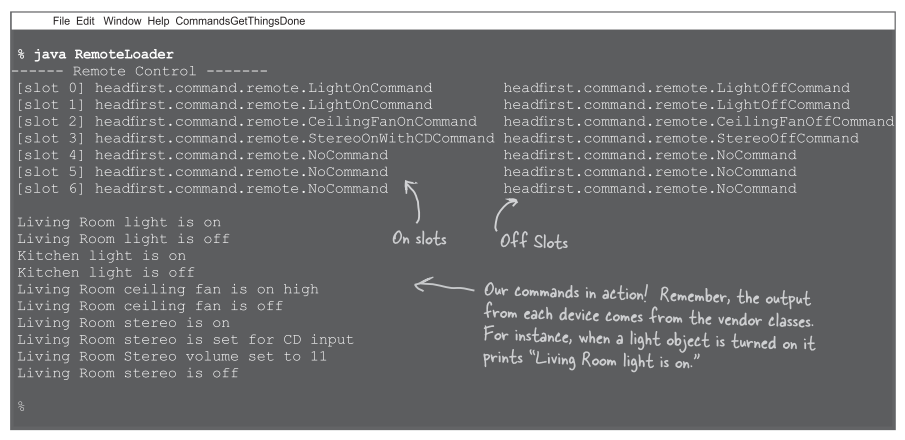 File Edit Window Help CommandsGetThingsDone
% java RemoteLoader
------ Remote Control -------
[slot 0] headfirst.command.remote.LightOnCommand headfirst.command.remote.LightOffCommand
[slot 1] headfirst.command.remote.LightOnCommand headfirst.command.remote.LightOffCommand
[slot 2] headfirst.command.remote.CeilingFanOnCommand headfirst.command.remote.CeilingFanOffCommand
[slot 3] headfirst.command.remote.StereoOnWithCDCommand headfirst.command.remote.StereoOffCommand
[slot 4] headfirst.command.remote.NoCommand headfirst.command.remote.NoCommand
[slot 5] headfirst.command.remote.NoCommand headfirst.command.remote.NoCommand
[slot 6] headfirst.command.remote.NoCommand headfirst.command.remote.NoCommand
On slots
Off Slots
Living Room light is on
Living Room light is off
Kitchen light is on
Kitchen light is off
Living Room ceiling fan is on high
Living Room ceiling fan is off
Living Room stereo is on
Living Room stereo is set for CD input
Living Room Stereo volume set to 11
Living Room stereo is off
Our commands in action! Remember, the output
from each device comes from the vendor classes.
For instance, when a light object is turned on it
prints “Living Room light is on.”
%